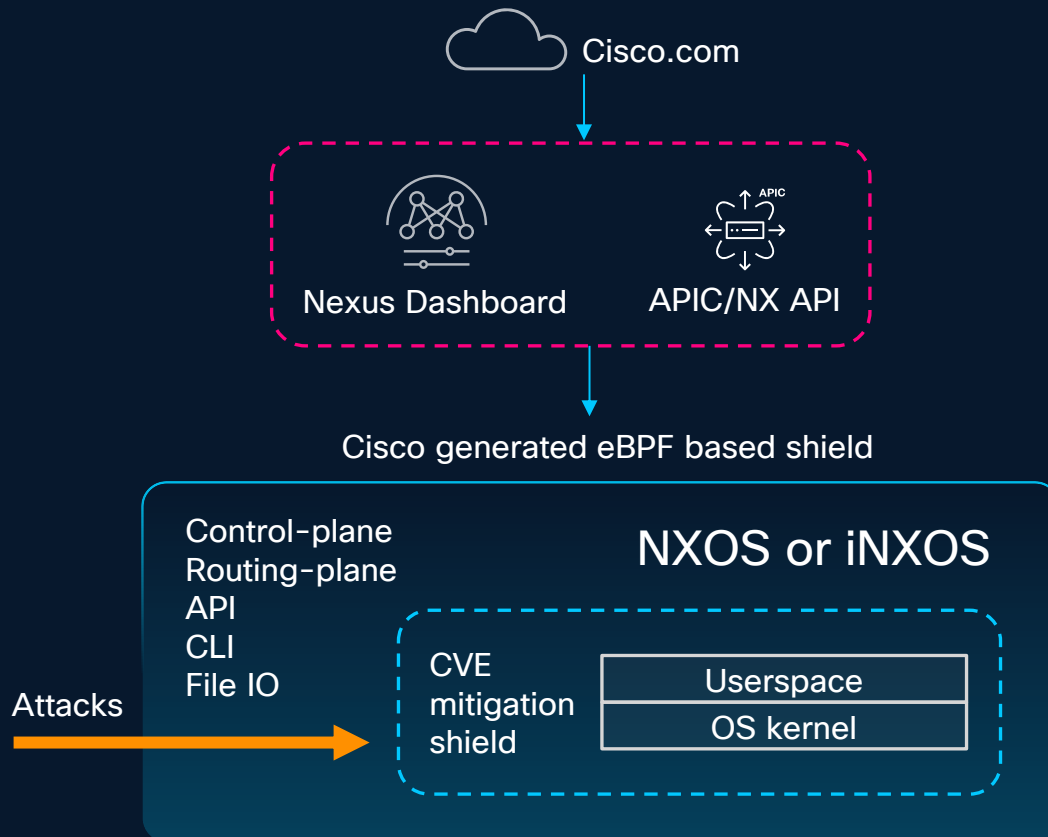 Cisco.com
APIC
Nexus Dashboard
APIC/NX API
Cisco generated eBPF based shield
Control-plane
Routing-plane
API
CLI
File IO
NXOS or iNXOS
Attacks
CVE
mitigation
shield
Userspace
OS kernel